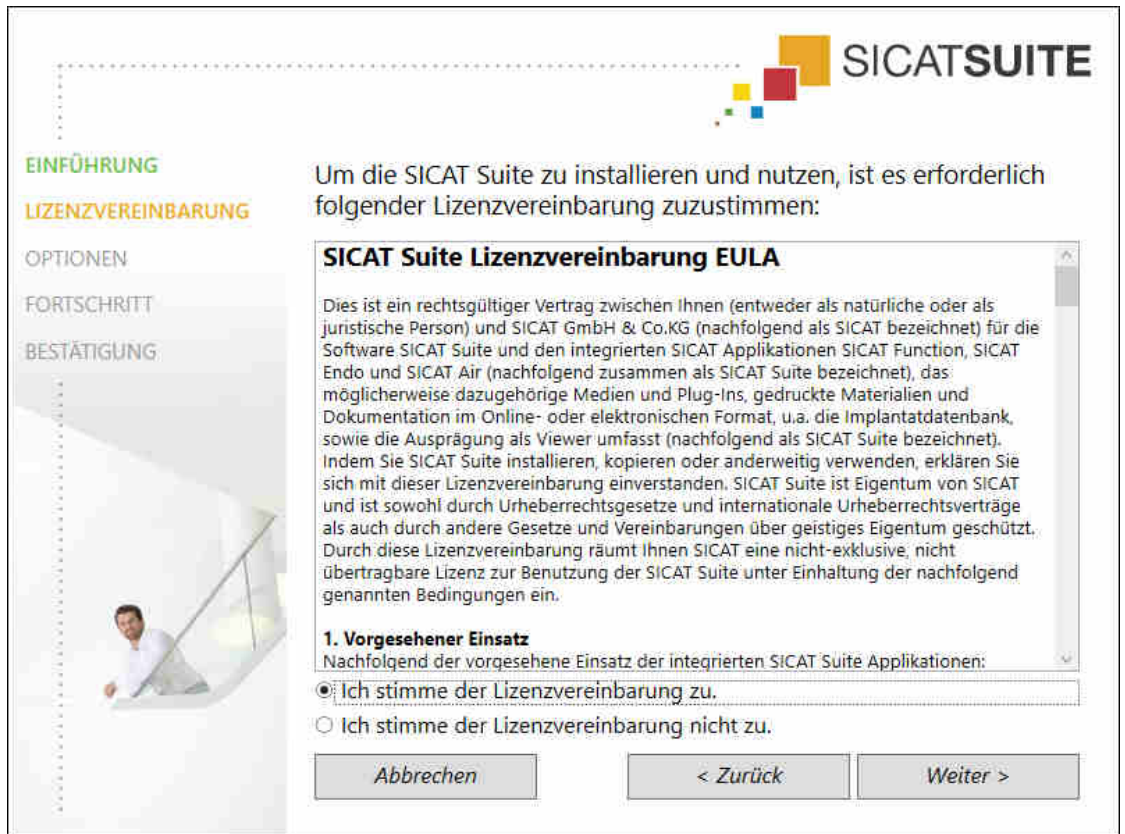 SICATSUITE
EINFÜHRUNG
LIZENZVEREINBARUNG
OPTIONEN
FORTSCHRITT
BESTÄTIGUNG
Um die SICAT Suite zu installieren und nutzen, ist es erforderlich
folgender Lizenzvereinbarung zuzustimmen:
SICAT Suite Lizenzvereinbarung EULA
Dies ist ein rechtsgültiger Vertrag zwischen Ihnen (entweder als natürliche oder als
juristische Person) und SICAT GmbH & Co.KG (nachfolgend als SICAT bezeichnet) für die
Software SICAT Suite und den integrierten SICAT Applikationen SICAT Function, SICAT
Endo und SICAT Air (nachfolgend zusammen als SICAT Suite bezeichnet), das
möglicherweise dazugehörige Medien und Plug-Ins, gedruckte Materialien und
Dokumentation im Online- oder elektronischen Format, u.a. die Implantatdatenbank,
sowie die Ausprägung als Viewer umfasst (nachfolgend als SICAT Suite bezeichnet).
Indem Sie SICAT Suite installieren, kopieren oder anderweitig verwenden, erklären Sie
sich mit dieser Lizenzvereinbarung einverstanden. SICAT Suite ist Eigentum von SICAT
und ist sowohl durch Urheberrechtsgesetze und internationale Urheberrechtsverträge
als auch durch andere Gesetze und Vereinbarungen über geistiges Eigentum geschützt.
Durch diese Lizenzvereinbarung räumt Ihnen SICAT eine nicht-exklusive, nicht
übertragbare Lizenz zur Benutzung der SICAT Suite unter Einhaltung der nachfolgend
genannten Bedingungen ein.
1. Vorgesehener Einsatz
Nachfolgend der vorgesehene Einsatz der integrierten SICAT Suite Applikationen:
Ich stimme der Lizenzvereinbarung zu.
Ich stimme der Lizenzvereinbarung nicht zu.
Abbrechen
< Zurück
Weiter >